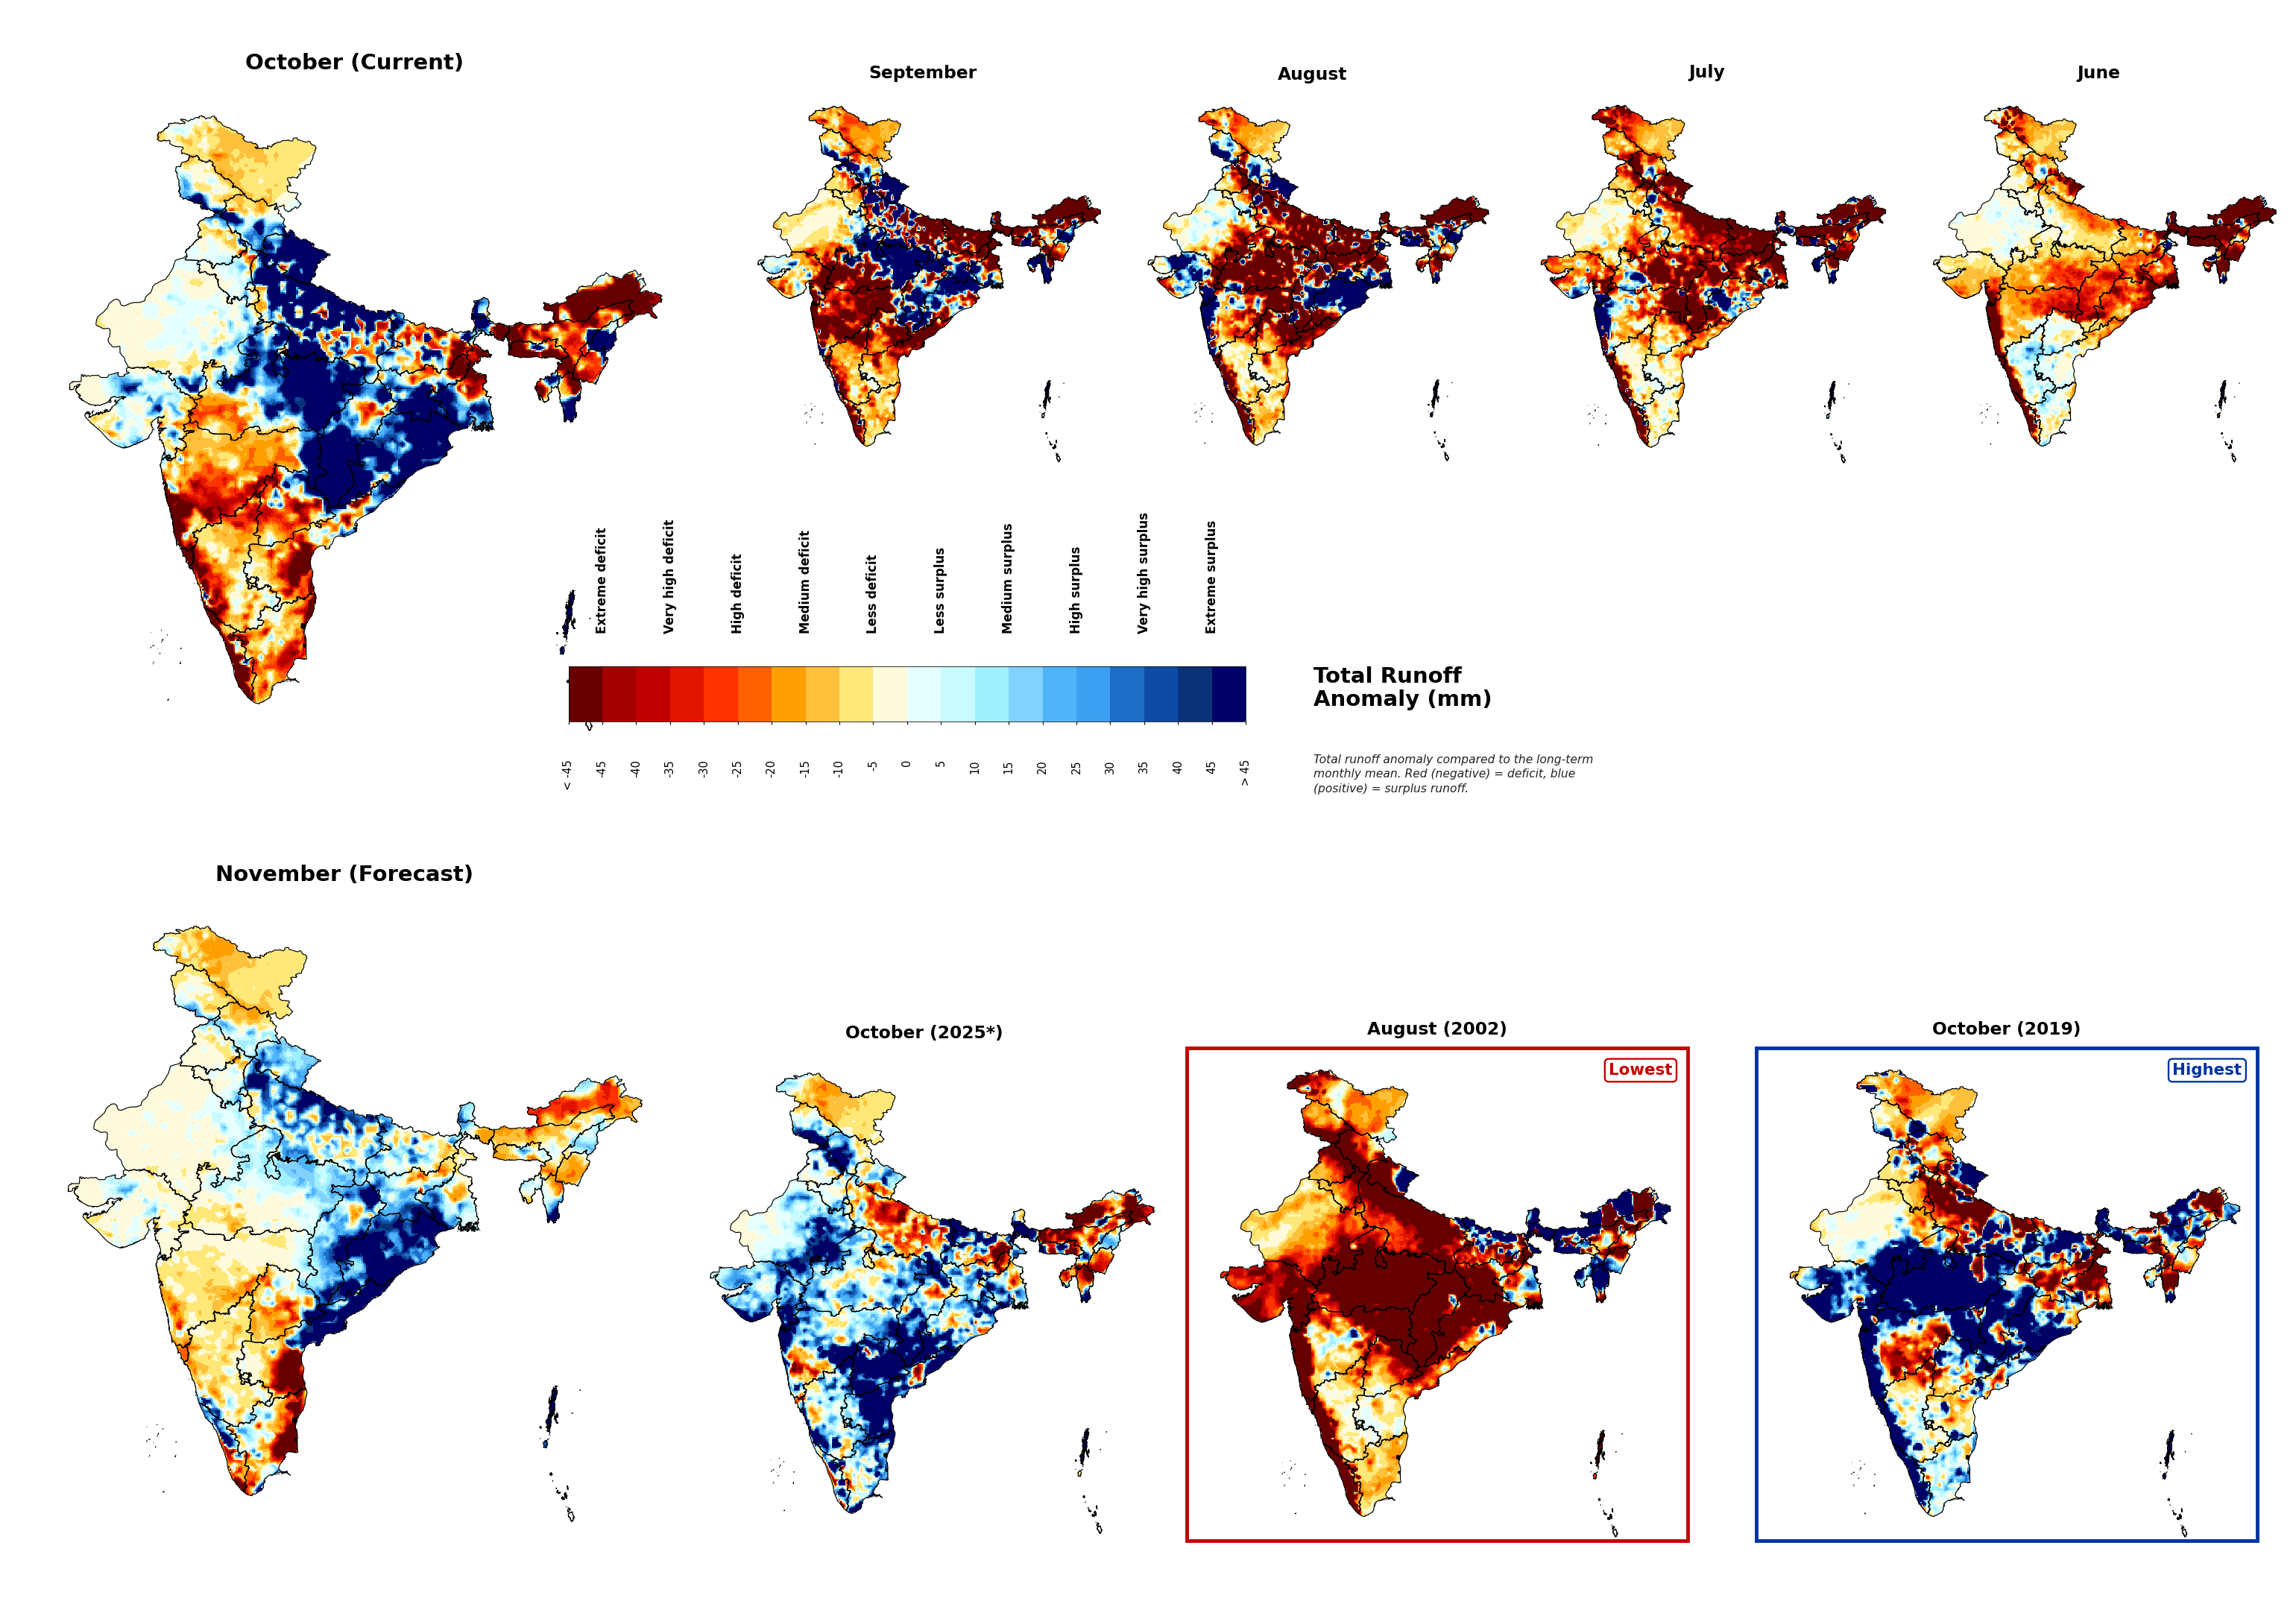 October (Current)
September
August
July
June
Extreme deficit
Very high deficit
High deficit
Medium deficit
Less deficit
Less surplus
Medium surplus
High surplus
Very high surplus
Extreme surplus
Total Runoff
Anomaly (mm)
< -45
-45
-40
-35
-30
-25
-20
-15
-10
-5
0
5
10
15
20
25
30
35
40
45
> 45
Total runoff anomaly compared to the long-term
monthly mean. Red (negative) = deficit, blue
(positive) = surplus runoff.
November (Forecast)
October (2025*)
August (2002)
Lowest
October (2019)
Highest